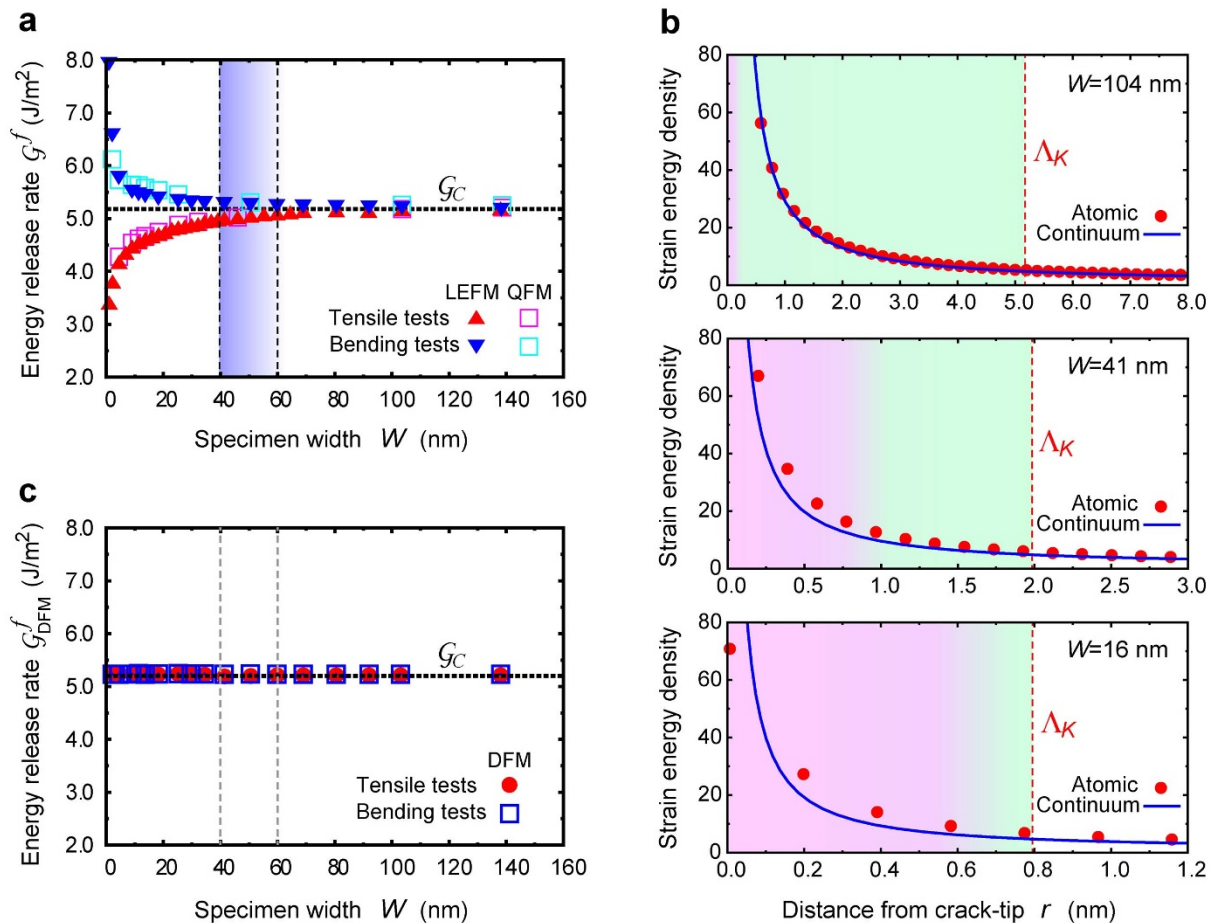 a
8.0
7.0
6.0
5.0
4.0
3.0
2.0
Energy release rate 𝒢ᶠ (J/m²)
𝒢C
LEFM QFM
Tensile tests
Bending tests
0 20 40 60 80 100 120 140 160
Specimen width W (nm)
c
8.0
7.0
6.0
5.0
4.0
3.0
2.0
Energy release rate 𝒢ᶠDFM (J/m²)
𝒢C
DFM
Tensile tests
Bending tests
0 20 40 60 80 100 120 140 160
Specimen width W (nm)
b
80
60
40
20
0
Strain energy density
W=104 nm
ΛK
Atomic
Continuum
0.0 1.0 2.0 3.0 4.0 5.0 6.0 7.0 8.0
80
60
40
20
0
Strain energy density
W=41 nm
ΛK
Atomic
Continuum
0.0 0.5 1.0 1.5 2.0 2.5 3.0
80
60
40
20
0
Strain energy density
W=16 nm
ΛK
Atomic
Continuum
0.0 0.2 0.4 0.6 0.8 1.0 1.2
Distance from crack-tip r (nm)